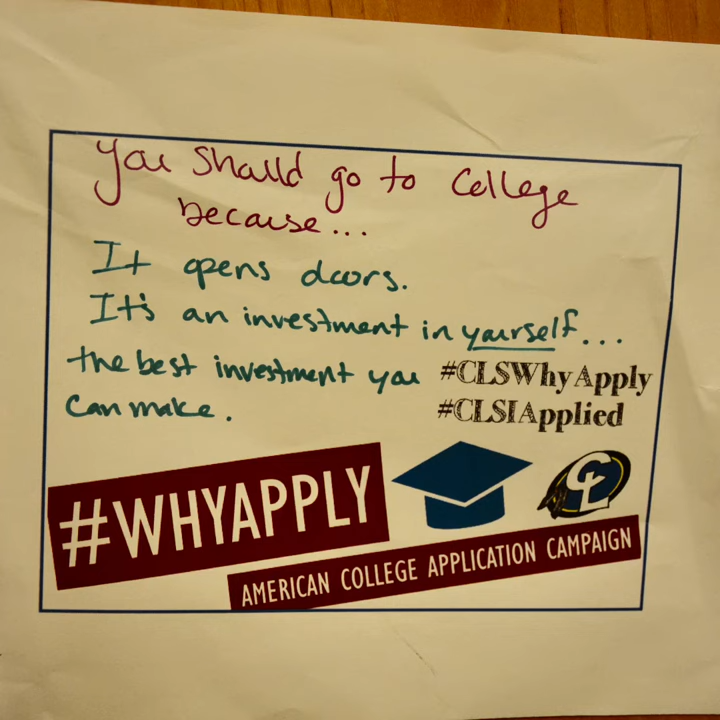 You should go to College
because...
It opens doors.
It's an investment in yourself...
the best investment you
can make.
#CLSWhyApply
#CLSIApplied
#WHYAPPLY
CL
AMERICAN COLLEGE APPLICATION CAMPAIGN